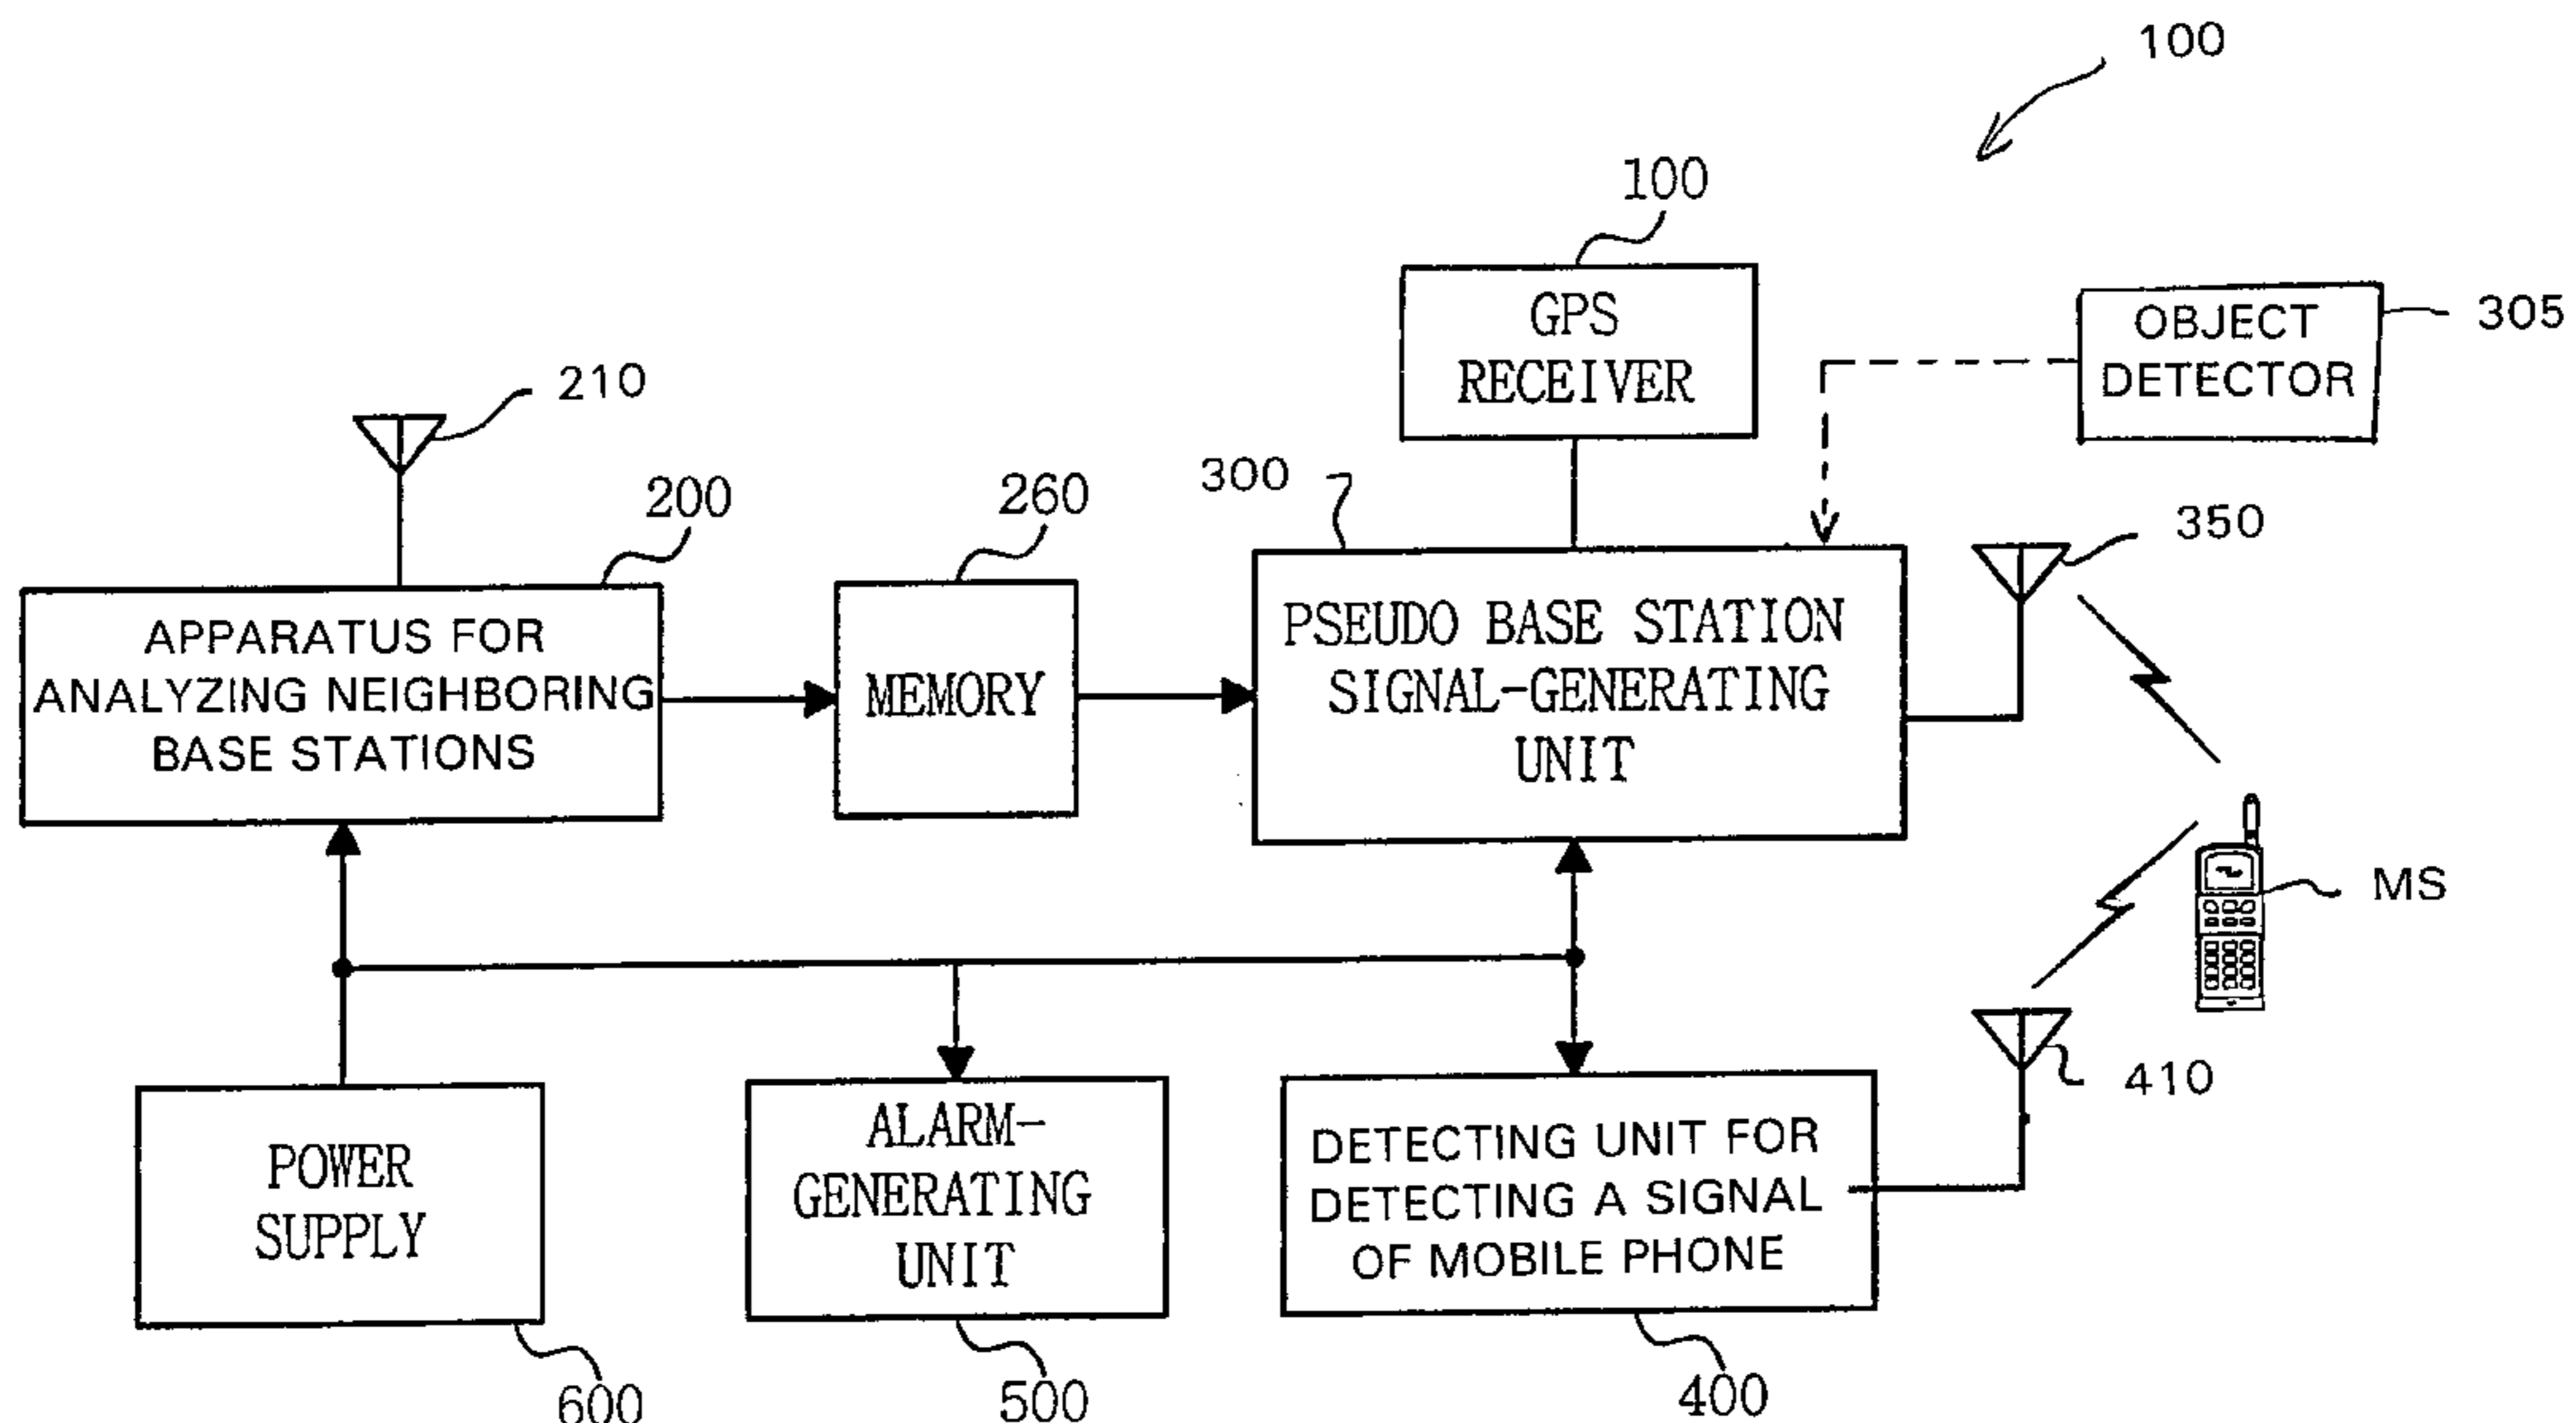 100
100
GPS
RECEIVER
OBJECT
DETECTOR
305
210
200
260
300
350
APPARATUS FOR
ANALYZING NEIGHBORING
BASE STATIONS
MEMORY
PSEUDO BASE STATION
SIGNAL-GENERATING
UNIT
MS
410
POWER
SUPPLY
ALARM-
GENERATING
UNIT
DETECTING UNIT FOR
DETECTING A SIGNAL
OF MOBILE PHONE
600
500
400